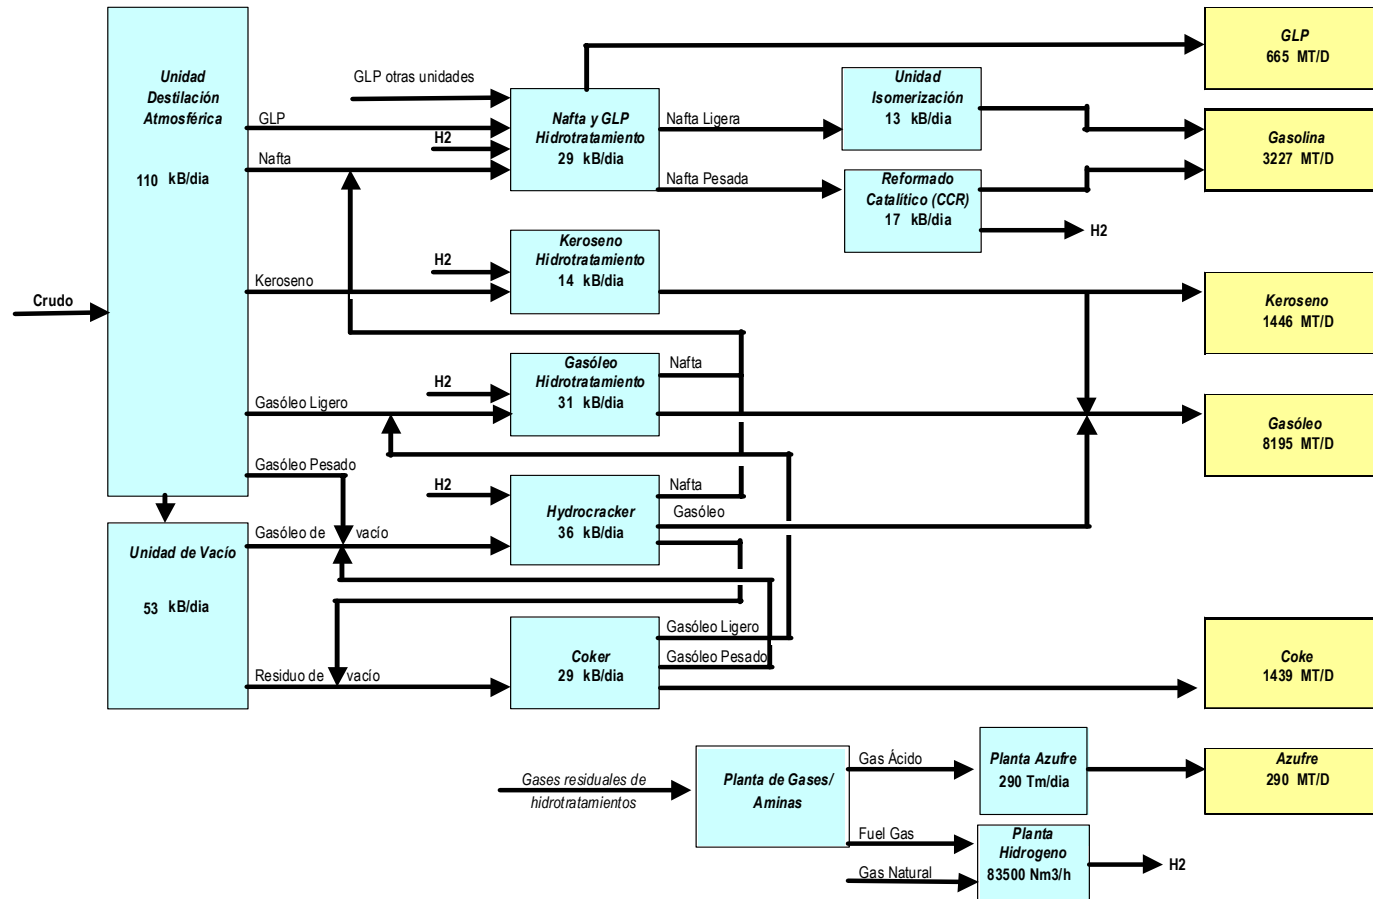 Unidad
Destilación
Atmosférica
110 kB/dia
Crudo
GLP
Nafta
Keroseno
Gasóleo Ligero
Gasóleo Pesado
Unidad de Vacío
53 kB/dia
Gasóleo de vacío
Residuo de vacío
GLP otras unidades
H2
Nafta y GLP
Hidrotratamiento
29 kB/dia
Nafta Ligera
Nafta Pesada
Unidad
Isomerización
13 kB/dia
Reformado
Catalítico (CCR)
17 kB/dia
H2
H2
Keroseno
Hidrotratamiento
14 kB/dia
H2
Gasóleo
Hidrotratamiento
31 kB/dia
Nafta
H2
Hydrocracker
36 kB/dia
Nafta
Gasóleo
Coker
29 kB/dia
Gasóleo Ligero
Gasóleo Pesado
GLP
665 MT/D
Gasolina
3227 MT/D
Keroseno
1446 MT/D
Gasóleo
8195 MT/D
Coke
1439 MT/D
Gases residuales de
hidrotratamientos
Planta de Gases/
Aminas
Gas Ácido
Fuel Gas
Gas Natural
Planta Azufre
290 Tm/dia
Planta
Hidrogeno
83500 Nm3/h
H2
Azufre
290 MT/D